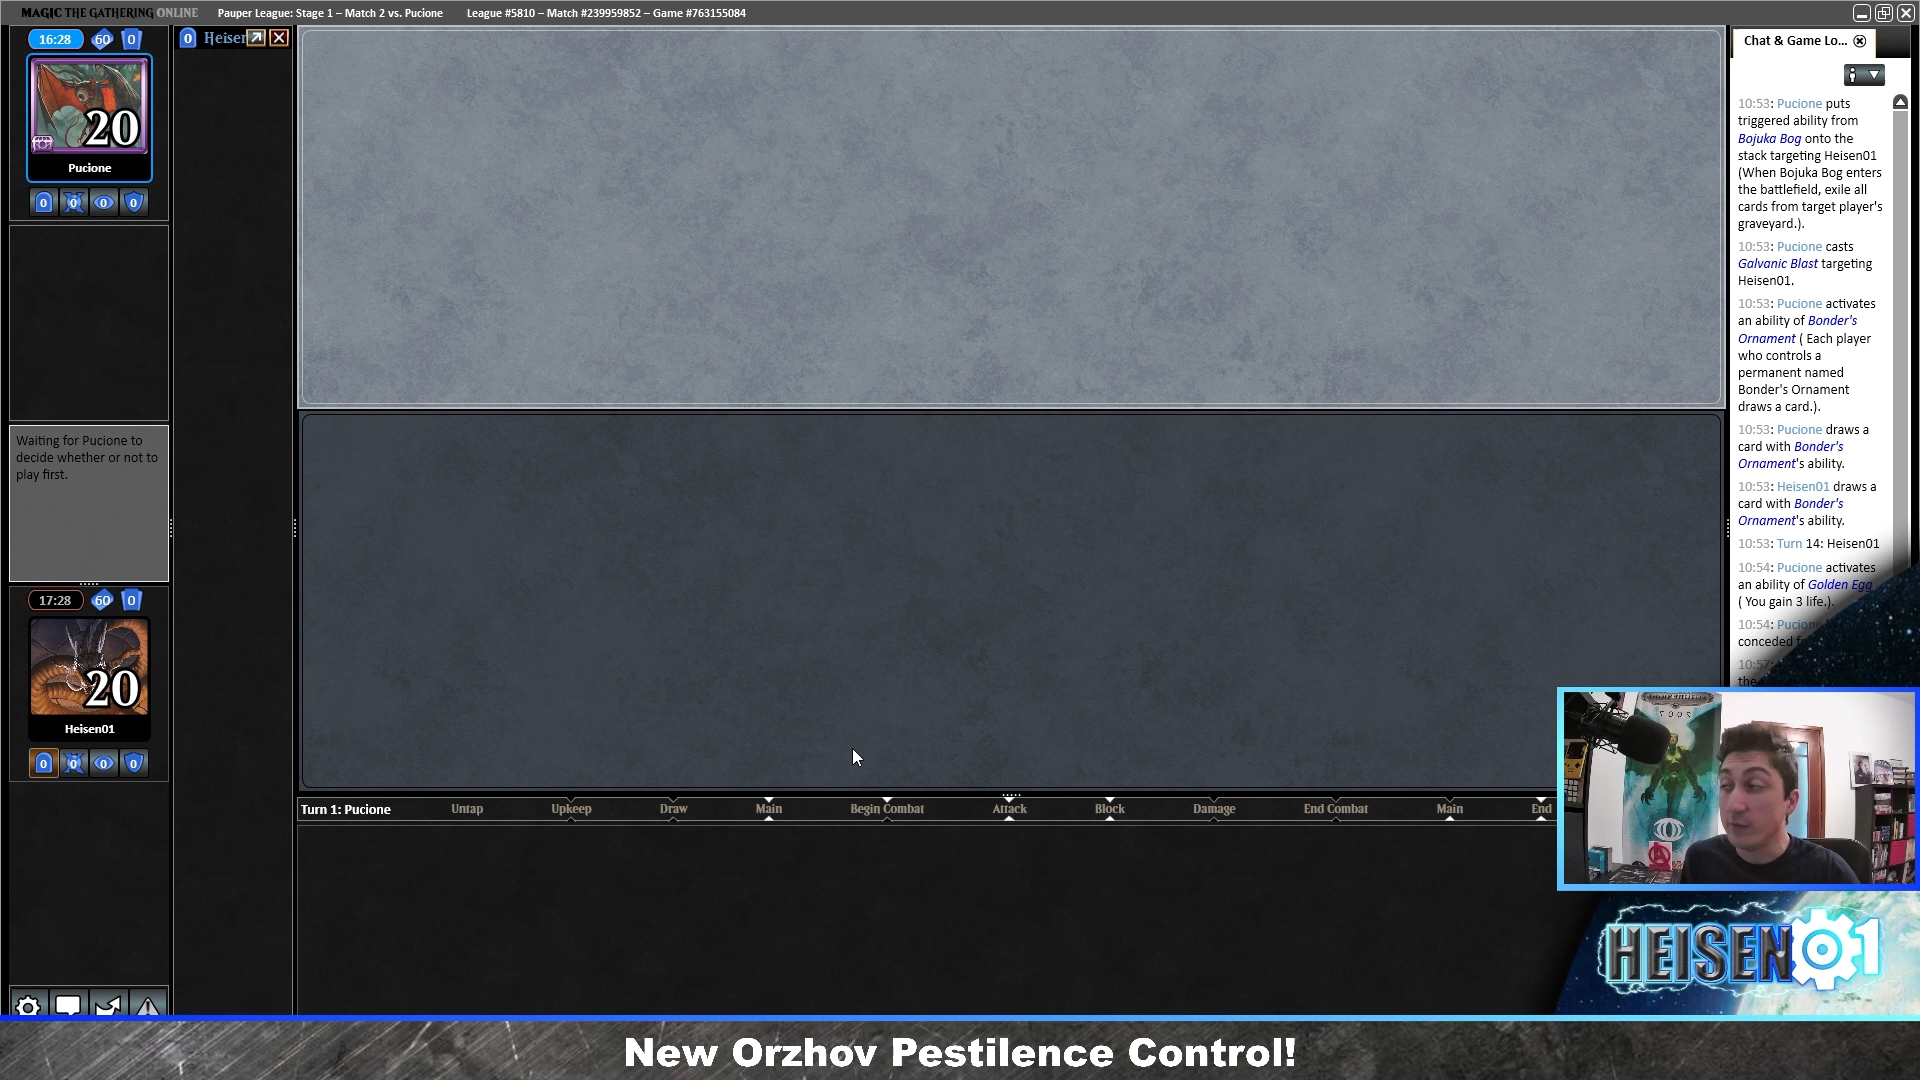 MAGIC THE GATHERING ONLINE Pauper League: Stage 1 – Match 2 vs. Pucione League #5810 – Match #239959852 – Game #763155084
16:28 60 0
20
Pucione
0 0 0 0
Waiting for Pucione to
decide whether or not to
play first.
17:28 60 0
20
Heisen01
0 0 0 0
0 Heisen
Turn 1: Pucione Untap Upkeep Draw Main Begin Combat Attack Block Damage End Combat Main End
Chat & Game Lo...
10:53: Pucione puts
triggered ability from
Bojuka Bog onto the
stack targeting Heisen01
(When Bojuka Bog enters
the battlefield, exile all
cards from target player's
graveyard.).
10:53: Pucione casts
Galvanic Blast targeting
Heisen01.
10:53: Pucione activates
an ability of Bonder's
Ornament ( Each player
who controls a
permanent named
Bonder's Ornament
draws a card.).
10:53: Pucione draws a
card with Bonder's
Ornament's ability.
10:53: Heisen01 draws a
card with Bonder's
Ornament's ability.
10:53: Turn 14: Heisen01
10:54: Pucione activates
an ability of Golden Egg
( You gain 3 life.).
10:54: Pucione
conceded
10:57:
the
2007
HEISEN01
New Orzhov Pestilence Control!